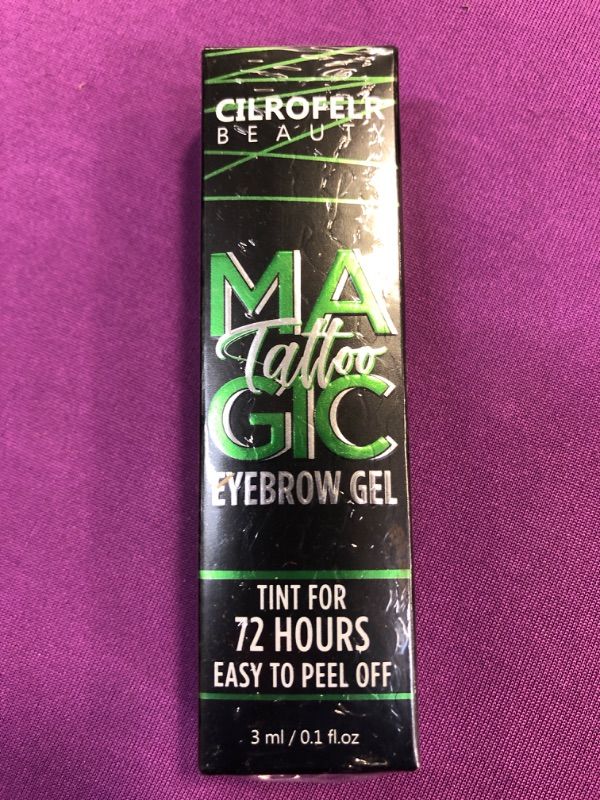 CILROFELR
BEAUTY
MA
Tattoo
GIC
EYEBROW GEL
TINT FOR
72 HOURS
EASY TO PEEL OFF
3 ml / 0.1 fl.oz